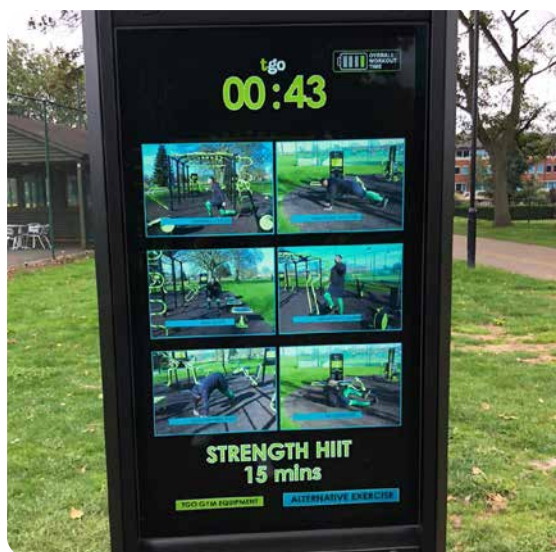 tgo
OVERALL
WORKOUT
TIME
00:43
STRENGTH HIIT
15 mins
TGO GYM EQUIPMENT
ALTERNATIVE EXERCISE